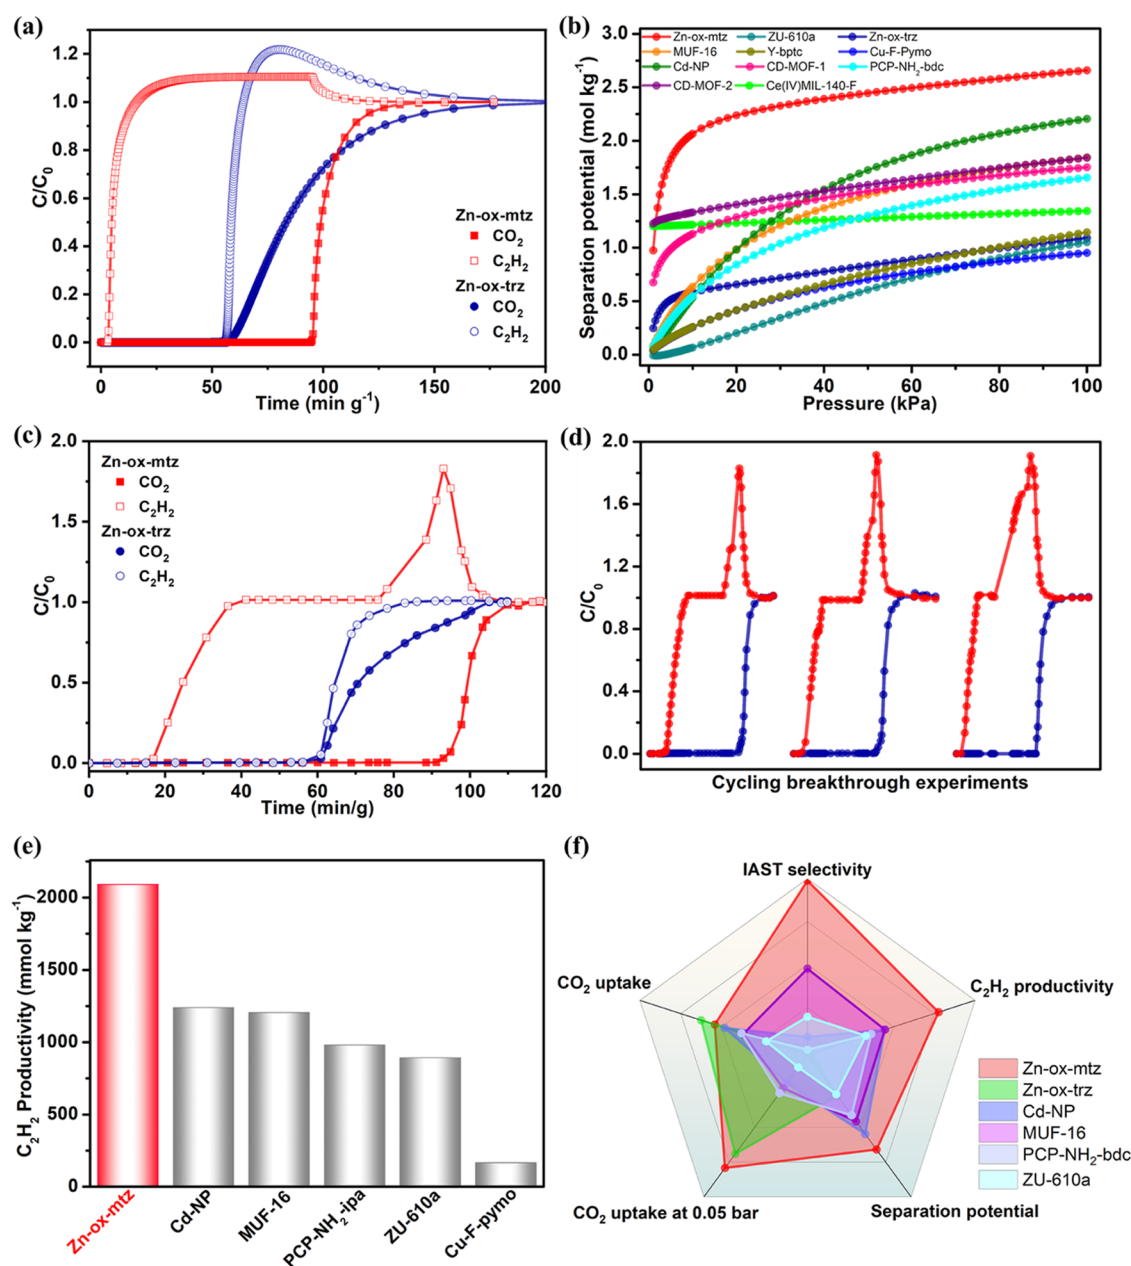 (a)
C/C0
1.2
1.0
0.8
0.6
0.4
0.2
0.0
Zn-ox-mtz
CO2
C2H2
Zn-ox-trz
CO2
C2H2
0 50 100 150 200
Time (min g-1)
(b)
Separation potential (mol kg-1)
3.0
2.5
2.0
1.5
1.0
0.5
0.0
Zn-ox-mtz ZU-610a Zn-ox-trz
MUF-16 Y-bptc Cu-F-Pymo
Cd-NP CD-MOF-1 PCP-NH2-bdc
CD-MOF-2 Ce(IV)MIL-140-F
0 20 40 60 80 100
Pressure (kPa)
(c)
C/C0
2.0
1.5
1.0
0.5
0.0
Zn-ox-mtz
CO2
C2H2
Zn-ox-trz
CO2
C2H2
0 20 40 60 80 100 120
Time (min/g)
(d)
C/C0
2.0
1.6
1.2
0.8
0.4
0.0
Cycling breakthrough experiments
(e)
C2H2 Productivity (mmol kg-1)
2000
1500
1000
500
0
Zn-ox-mtz
Cd-NP
MUF-16
PCP-NH2-ipa
ZU-610a
Cu-F-pymo
(f)
IAST selectivity
CO2 uptake
C2H2 productivity
CO2 uptake at 0.05 bar
Separation potential
Zn-ox-mtz
Zn-ox-trz
Cd-NP
MUF-16
PCP-NH2-bdc
ZU-610a